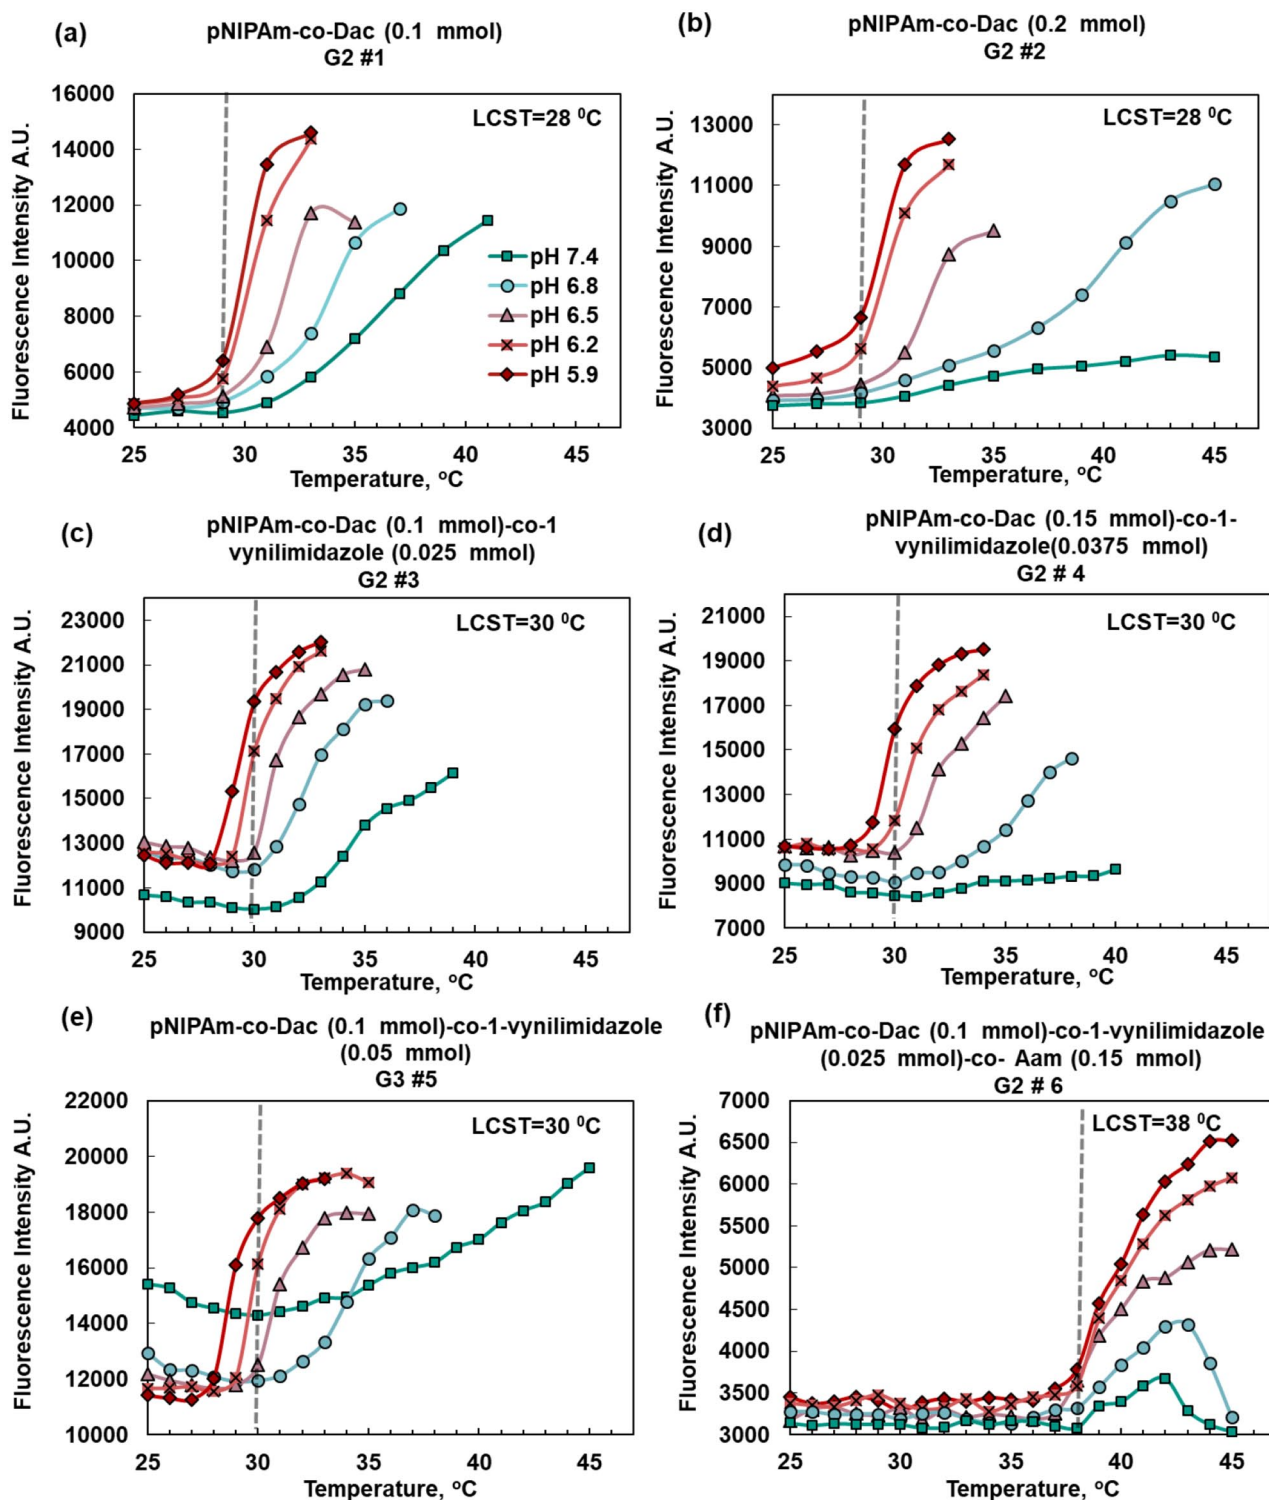 (a)
pNIPAm-co-Dac (0.1 mmol)
G2 #1
Fluorescence Intensity A.U.
16000
14000
12000
10000
8000
6000
4000
LCST=28 ⁰C
pH 7.4
pH 6.8
pH 6.5
pH 6.2
pH 5.9
25 30 35 40 45
Temperature, ᵒC
(b)
pNIPAm-co-Dac (0.2 mmol)
G2 #2
Fluorescence Intensity A.U.
13000
11000
9000
7000
5000
3000
LCST=28 ⁰C
25 30 35 40 45
Temperature, ᵒC
(c)
pNIPAm-co-Dac (0.1 mmol)-co-1
vynilimidazole (0.025 mmol)
G2 #3
Fluorescence Intensity A.U.
23000
21000
19000
17000
15000
13000
11000
9000
LCST=30 ⁰C
25 30 35 40 45
Temperature, ᵒC
(d)
pNIPAm-co-Dac (0.15 mmol)-co-1-
vynilimidazole(0.0375 mmol)
G2 # 4
Fluorescence Intensity A.U.
21000
19000
17000
15000
13000
11000
9000
7000
LCST=30 ⁰C
25 30 35 40 45
Temperature, ᵒC
(e)
pNIPAm-co-Dac (0.1 mmol)-co-1-vynilimidazole
(0.05 mmol)
G3 #5
Fluorescence Intensity A.U.
22000
20000
18000
16000
14000
12000
10000
LCST=30 ⁰C
25 30 35 40 45
Temperature, ᵒC
(f)
pNIPAm-co-Dac (0.1 mmol)-co-1-vynilimidazole
(0.025 mmol)-co- Aam (0.15 mmol)
G2 # 6
Fluorescence Intensity A.U.
7000
6500
6000
5500
5000
4500
4000
3500
3000
LCST=38 ⁰C
25 30 35 40 45
Temperature, ᵒC